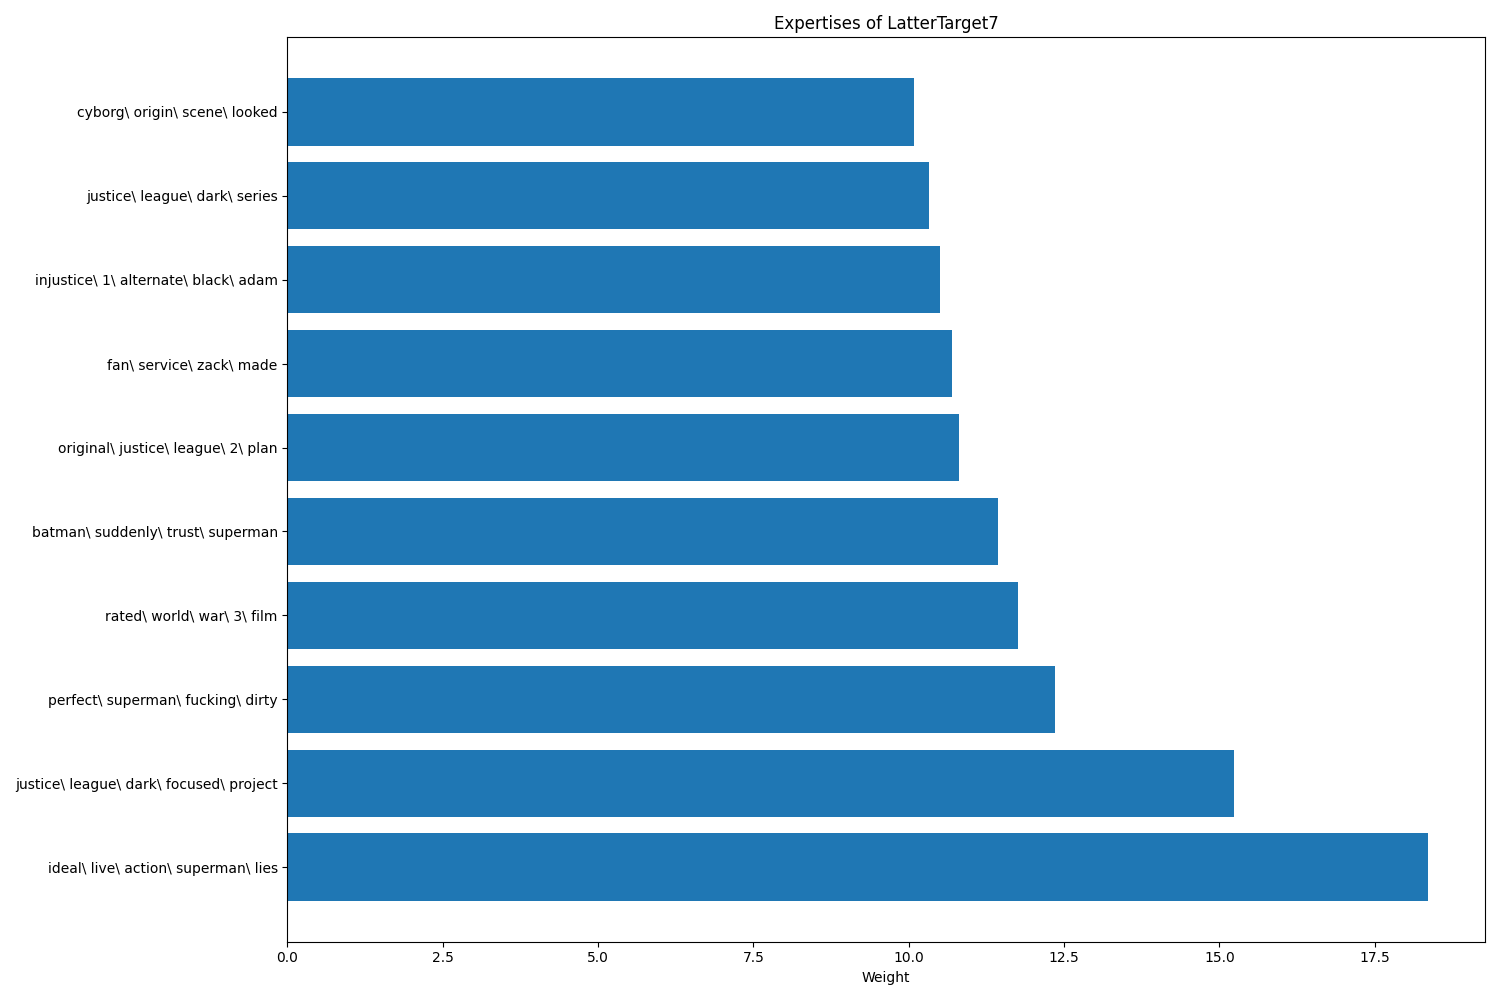 Expertises of LatterTarget7
cyborg\ origin\ scene\ looked
justice\ league\ dark\ series
injustice\ 1\ alternate\ black\ adam
fan\ service\ zack\ made
original\ justice\ league\ 2\ plan
batman\ suddenly\ trust\ superman
rated\ world\ war\ 3\ film
perfect\ superman\ fucking\ dirty
justice\ league\ dark\ focused\ project
ideal\ live\ action\ superman\ lies
0.0 2.5 5.0 7.5 10.0 12.5 15.0 17.5
Weight